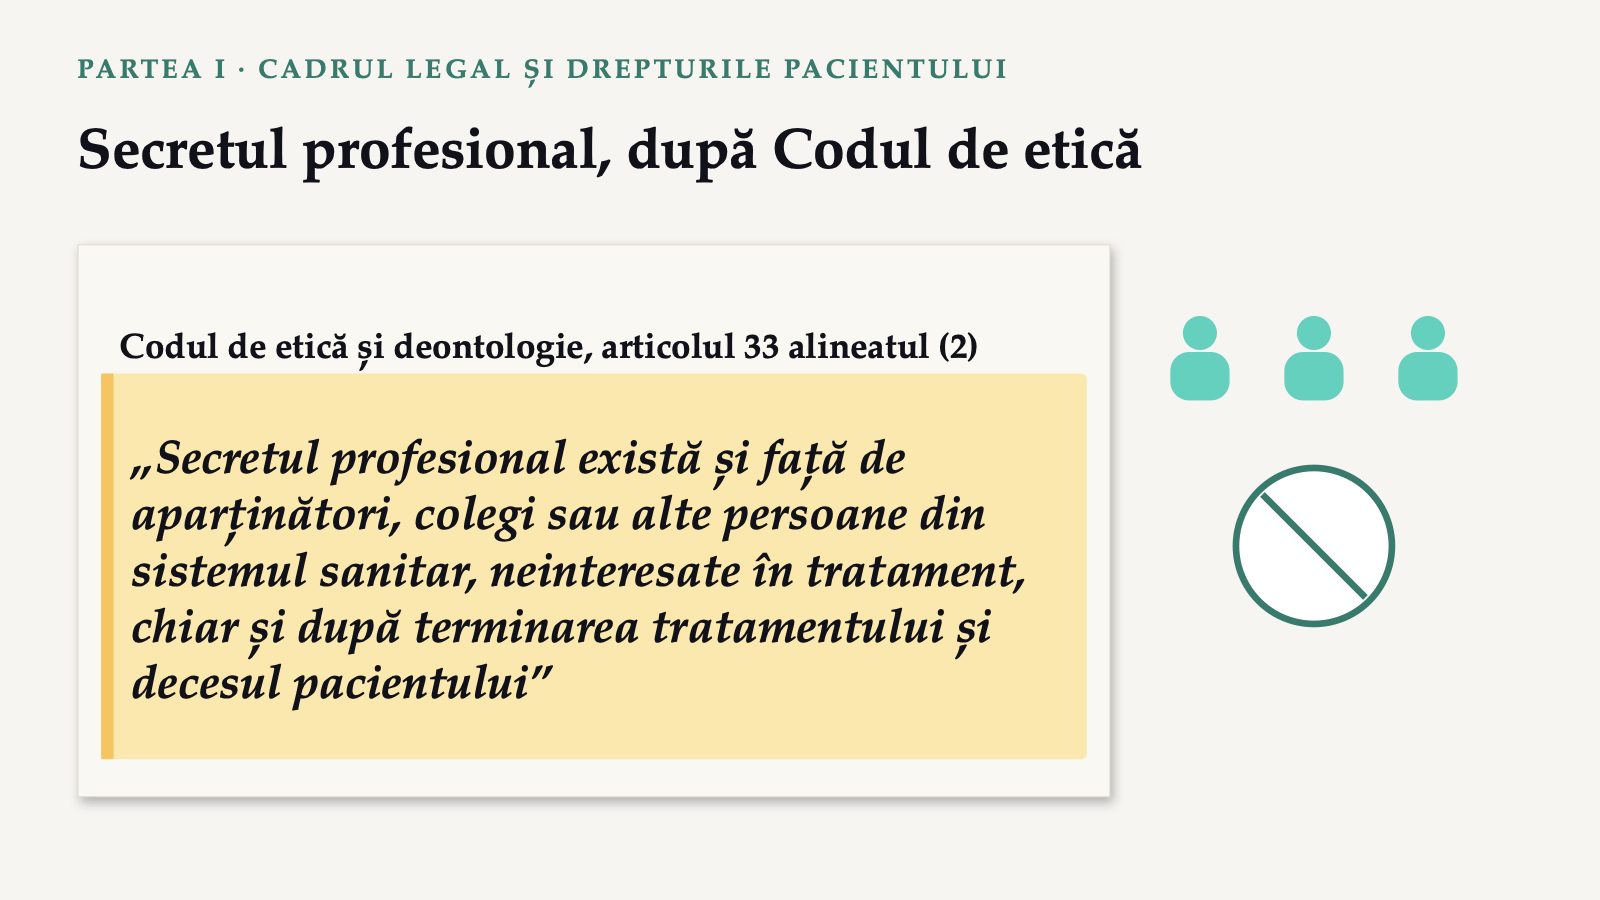 PARTEA I · CADRUL LEGAL ȘI DREPTURILE PACIENTULUI
Secretul profesional, după Codul de etică
Codul de etică și deontologie, articolul 33 alineatul (2)
„Secretul profesional există și față de
aparținători, colegi sau alte persoane din
sistemul sanitar, neinteresate în tratament,
chiar și după terminarea tratamentului și
decesul pacientului”